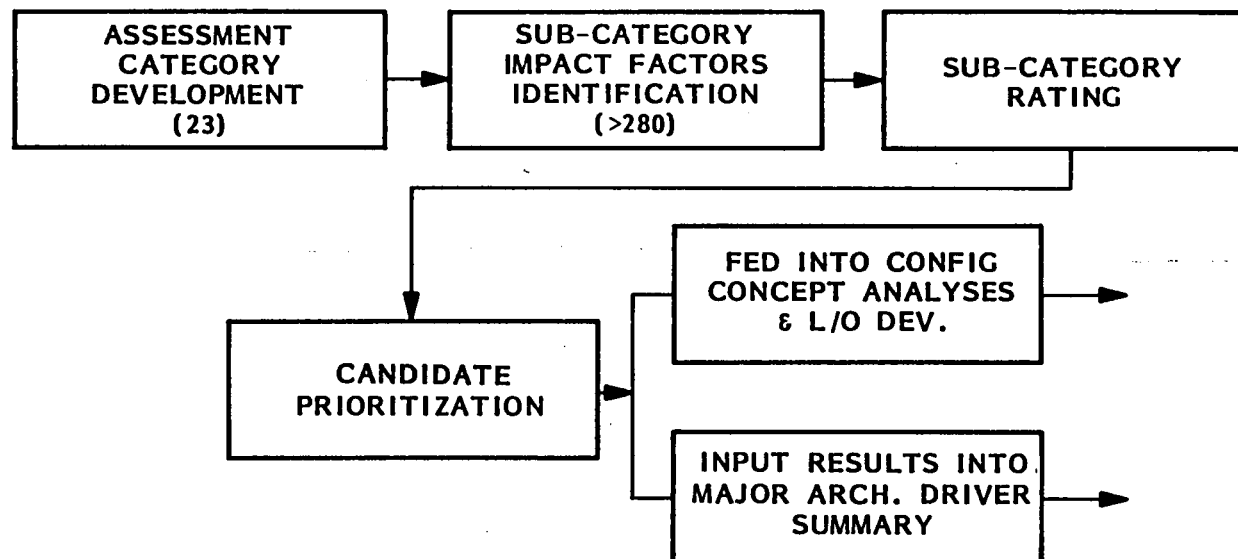 ASSESSMENT
CATEGORY
DEVELOPMENT
(23)
SUB-CATEGORY
IMPACT FACTORS
IDENTIFICATION
(>280)
SUB-CATEGORY
RATING
CANDIDATE
PRIORITIZATION
FED INTO CONFIG
CONCEPT ANALYSES
& L/O DEV.
INPUT RESULTS INTO
MAJOR ARCH. DRIVER
SUMMARY